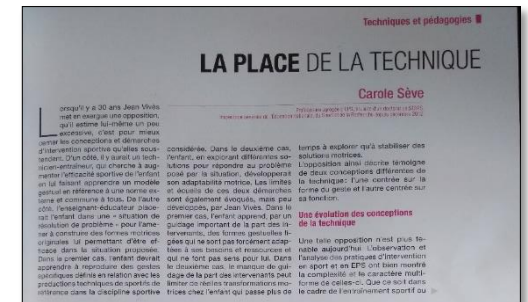 Techniques et pédagogies
LA PLACE DE LA TECHNIQUE
Carole Sève
Lorsqu'il y a 30 ans Jean Vivès
met en exergue une opposition,
qu'il estime lui-même un peu
excessive, c'est pour mieux
cerner les conceptions et démarches
d'intervention sportive qu'elles sous-
tendent. D'un côté, il y aurait un tech-
nicien-entraîneur, qui cherche à aug-
menter l'efficacité sportive de l'enfant
en lui faisant apprendre un modèle
gestuel en référence à une norme ex-
terne et commune à tous. De l'autre
côté, l'enseignant-éducateur place-
rait l'enfant dans une « situation de
résolution de problème » pour l'ame-
ner à construire des formes motrices
originales lui permettant d'être ef-
ficace dans la situation proposée.
Dans le premier cas, l'enfant devrait
apprendre à reproduire des gestes
spécifiques définis en relation avec les
productions techniques de sportifs de
référence dans la discipline sportive
considérée. Dans le deuxième cas,
l'enfant, en explorant différentes so-
lutions pour répondre au problème
posé par la situation, développerait
son adaptabilité motrice. Les limites
et écueils de ces deux démarches
sont également évoqués, mais peu
développés, par Jean Vivès. Dans le
premier cas, l'enfant apprend, par un
guidage important de la part des in-
tervenants, des formes gestuelles fi-
gées qui ne sont pas forcément adap-
tées à ses tensions et ressources et
qui ne font pas sens pour lui. Dans
le deuxième cas, le manque de gui-
dage de la part des intervenants peut
limiter de réelles transformations mo-
trices chez l'enfant qui passe plus de
temps à explorer qu'à stabiliser des
solutions motrices.
L'opposition ainsi décrite témoigne
de deux conceptions différentes de
la technique: l'une centrée sur la
forme du geste et l'autre centrée sur
sa fonction.
Une évolution des conceptions
de la technique
Une telle opposition n'est plus te-
nable aujourd'hui. L'observation et
l'analyse des pratiques d'intervention
en sport et en EPS ont bien montré
la complexité et le caractère multi-
forme de celles-ci. Que ce soit dans
le cadre de l'entraînement sportif ou